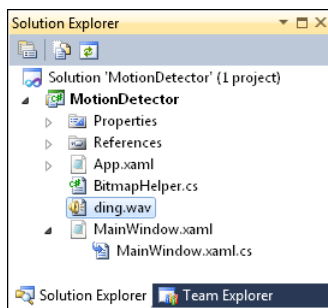 Solution Explorer
Solution 'MotionDetector' (1 project)
MotionDetector
Properties
References
App.xaml
BitmapHelper.cs
ding.wav
MainWindow.xaml
MainWindow.xaml.cs
Solution Explorer Team Explorer